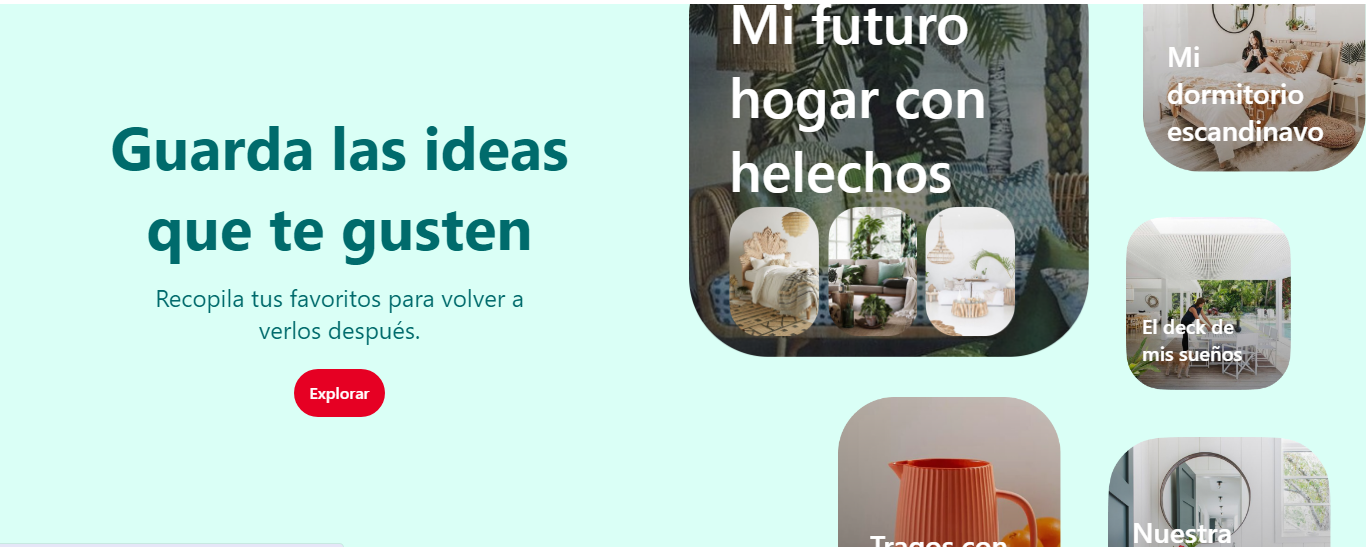 Guarda las ideas
que te gusten
Recopila tus favoritos para volver a
verlos después.
Explorar
Mi futuro
hogar con
helechos
Mi
dormitorio
escandinavo
El deck de
mis sueños
Tragos con
Nuestra